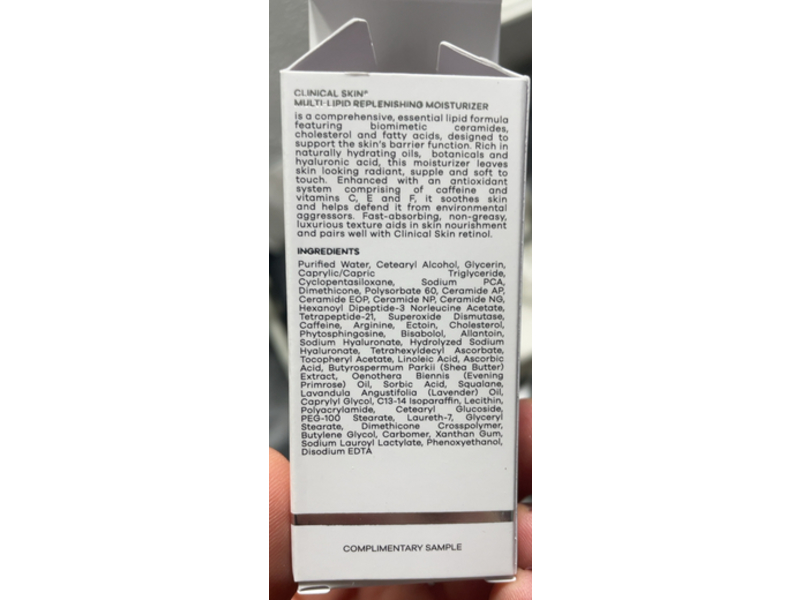 CLINICAL SKIN®
MULTI-LIPID REPLENISHING MOISTURIZER
is a comprehensive, essential lipid formula
featuring biomimetic ceramides,
cholesterol and fatty acids, designed to
support the skin's barrier function. Rich in
naturally hydrating oils, botanicals and
hyaluronic acid, this moisturizer leaves
skin looking radiant, supple and soft to
touch. Enhanced with an antioxidant
system comprising of caffeine and
vitamins C, E and F, it soothes skin
and helps defend it from environmental
aggressors. Fast-absorbing, non-greasy,
luxurious texture aids in skin nourishment
and pairs well with Clinical Skin retinol.
INGREDIENTS
Purified Water, Cetearyl Alcohol, Glycerin,
Caprylic/Capric Triglyceride,
Cyclopentasiloxane, Sodium PCA,
Dimethicone, Polysorbate 60, Ceramide AP,
Ceramide EOP, Ceramide NP, Ceramide NG,
Hexanoyl Dipeptide-3 Norleucine Acetate,
Tetrapeptide-21, Superoxide Dismutase,
Caffeine, Arginine, Ectoin, Cholesterol,
Phytosphingosine, Bisabolol, Allantoin,
Sodium Hyaluronate, Hydrolyzed Sodium
Hyaluronate, Tetrahexyldecyl Ascorbate,
Tocopheryl Acetate, Linoleic Acid, Ascorbic
Acid, Butyrospermum Parkii (Shea Butter)
Extract, Oenothera Biennis (Evening
Primrose) Oil, Sorbic Acid, Squalane,
Lavandula Angustifolia (Lavender) Oil,
Caprylyl Glycol, C13-14 Isoparaffin, Lecithin,
Polyacrylamide, Cetearyl Glucoside,
PEG-100 Stearate, Laureth-7, Glyceryl
Stearate, Dimethicone Crosspolymer,
Butylene Glycol, Carbomer, Xanthan Gum,
Sodium Lauroyl Lactylate, Phenoxyethanol,
Disodium EDTA
COMPLIMENTARY SAMPLE